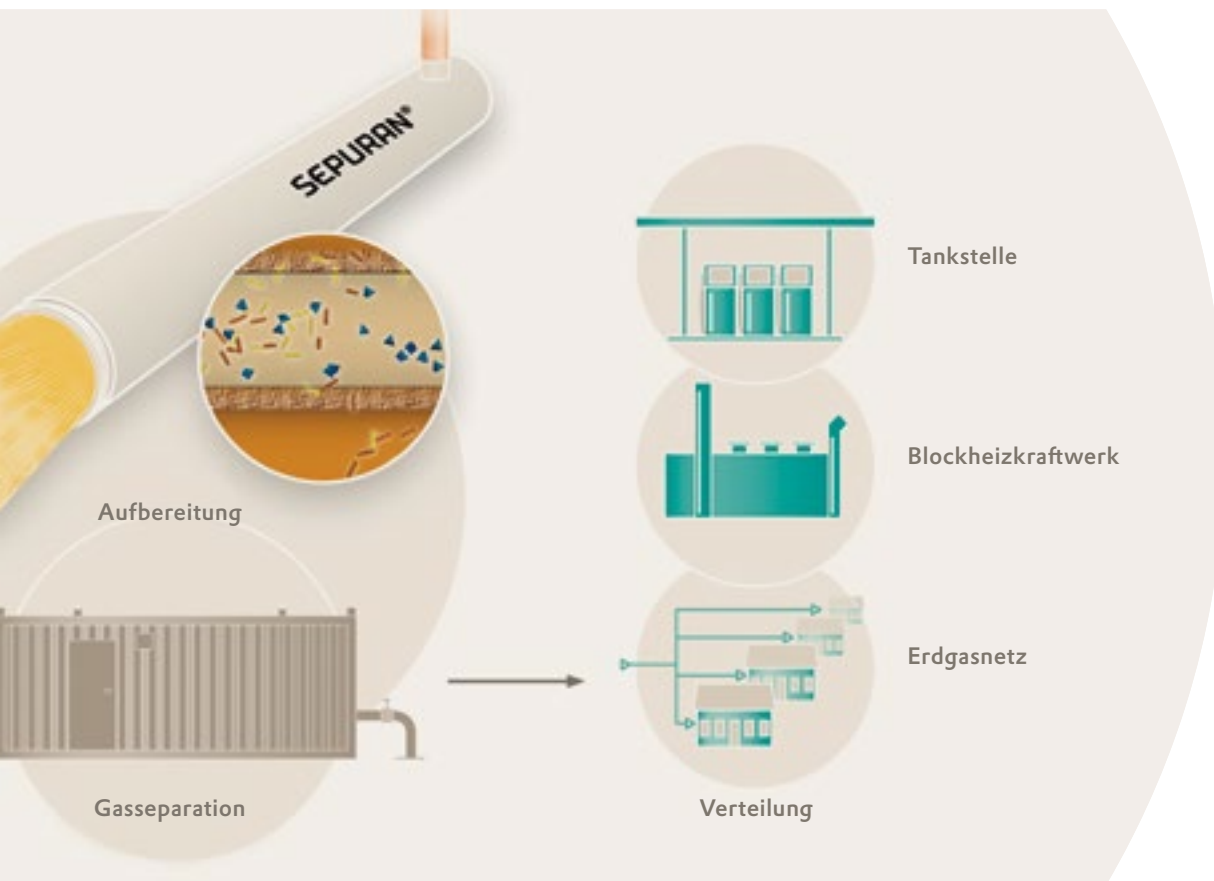 SEPURAN®
Tankstelle
Blockheizkraftwerk
Aufbereitung
Erdgasnetz
Gasseparation
Verteilung